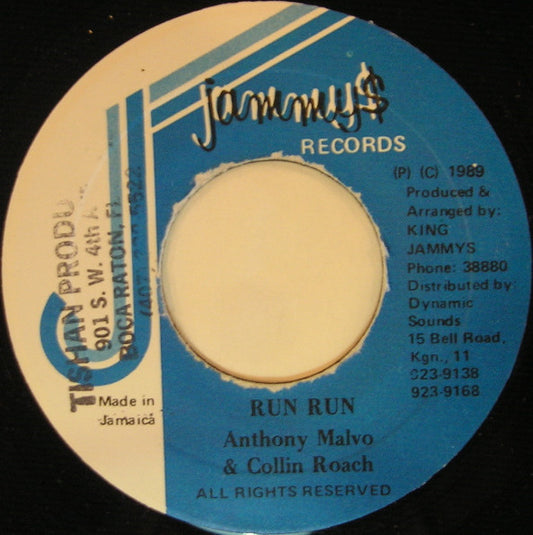 jammy$
RECORDS
(P) (C) 1989
Produced &
Arranged by:
KING
JAMMYS
Phone: 38880
Distributed by:
Dynamic
Sounds
15 Bell Road,
Kgn., 11
923-9138
923-9168
TISHAN PRODU
901 S. W. 4th A
BOCA RATON, Fl
Made in
Jamaica
RUN RUN
Anthony Malvo
& Collin Roach
ALL RIGHTS RESERVED